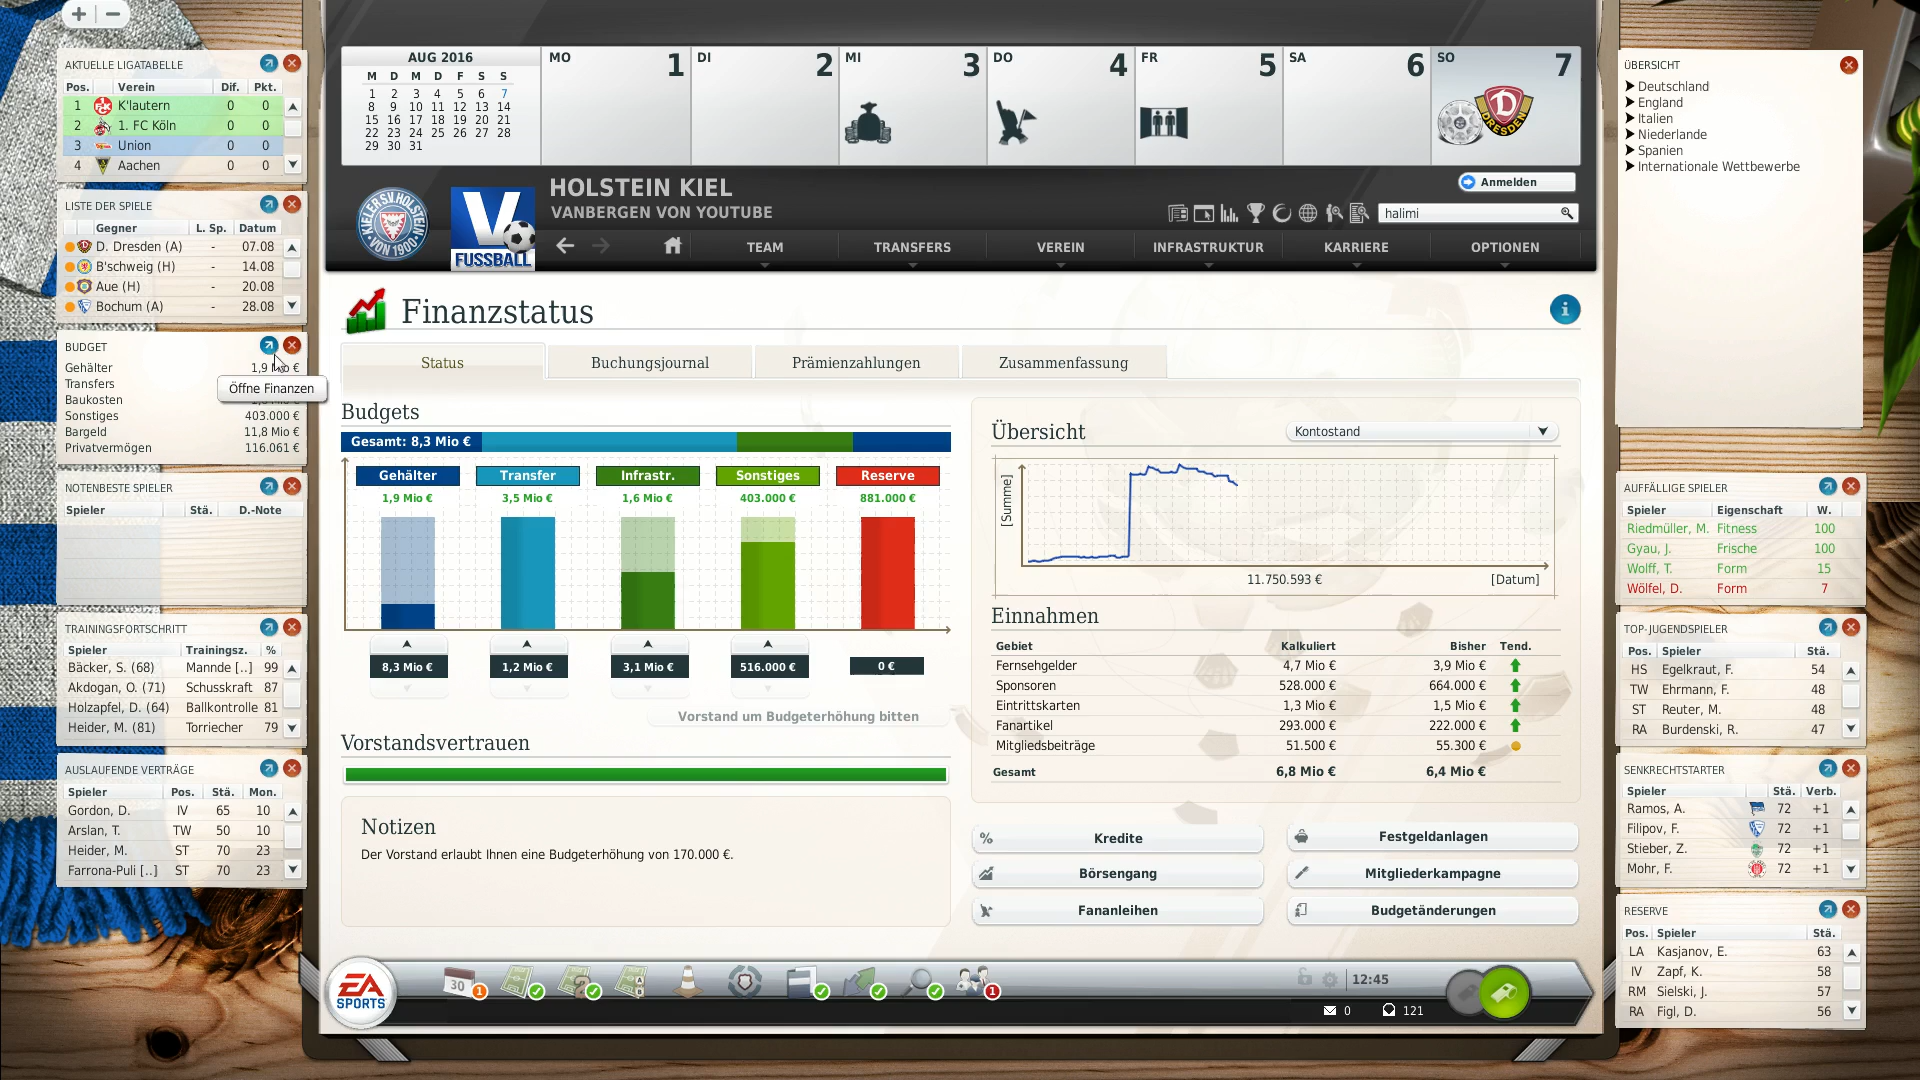 AKTUELLE LIGATABELLE
Pos. Verein Dif. Pkt.
1 K'lautern 0 0
2 1. FC Köln 0 0
3 Union 0 0
4 Aachen 0 0
LISTE DER SPIELE
Gegner L. Sp. Datum
D. Dresden (A) - 07.08
B'schweig (H) - 14.08
Aue (H) - 20.08
Bochum (A) - 28.08
BUDGET
Gehälter
Transfers
Baukosten
Sonstiges 403.000 €
Bargeld 11,8 Mio €
Privatvermögen 116.061 €
Öffne Finanzen
NOTENBESTE SPIELER
Spieler Stä. D.-Note
TRAININGSFORTSCHRITT
Spieler Trainingsz. %
Bäcker, S. (68) Mannde [..] 99
Akdogan, O. (71) Schusskraft 87
Holzapfel, D. (64) Ballkontrolle 81
Heider, M. (81) Torriecher 79
AUSLAUFENDE VERTRÄGE
Spieler Pos. Stä. Mon.
Gordon, D. IV 65 10
Arslan, T. TW 50 10
Heider, M. ST 70 23
Farrona-Puli [..] ST 70 23
AUG 2016
M D M D F S S
1 2 3 4 5 6 7
8 9 10 11 12 13 14
15 16 17 18 19 20 21
22 23 24 25 26 27 28
29 30 31
MO 1 DI 2 MI 3 DO 4 FR 5 SA 6 SO 7
DRESDEN
KIELER S.V. HOLSTEIN
VON 1900
V
FUSSBALL
HOLSTEIN KIEL
VANBERGEN VON YOUTUBE
Anmelden
halimi
TEAM TRANSFERS VEREIN INFRASTRUKTUR KARRIERE OPTIONEN
Finanzstatus
Status Buchungsjournal Prämienzahlungen Zusammenfassung
Budgets
Gesamt: 8,3 Mio €
Gehälter Transfer Infrastr. Sonstiges Reserve
1,9 Mio € 3,5 Mio € 1,6 Mio € 403.000 € 881.000 €
8,3 Mio € 1,2 Mio € 3,1 Mio € 516.000 € 0 €
Vorstand um Budgeterhöhung bitten
Vorstandsvertrauen
Notizen
Der Vorstand erlaubt Ihnen eine Budgeterhöhung von 170.000 €.
Übersicht
Kontostand
[Summe]
11.750.593 € [Datum]
Einnahmen
Gebiet Kalkuliert Bisher Tend.
Fernsehgelder 4,7 Mio € 3,9 Mio €
Sponsoren 528.000 € 664.000 €
Eintrittskarten 1,3 Mio € 1,5 Mio €
Fanartikel 293.000 € 222.000 €
Mitgliedsbeiträge 51.500 € 55.300 €
Gesamt 6,8 Mio € 6,4 Mio €
Kredite Festgeldanlagen
Börsengang Mitgliederkampagne
Fananleihen Budgetänderungen
EA
SPORTS
30 1 1
12:45
0 121
ÜBERSICHT
Deutschland
England
Italien
Niederlande
Spanien
Internationale Wettbewerbe
AUFFÄLLIGE SPIELER
Spieler Eigenschaft W.
Riedmüller, M. Fitness 100
Gyau, J. Frische 100
Wolff, T. Form 15
Wölfel, D. Form 7
TOP-JUGENDSPIELER
Pos. Spieler Stä.
HS Egelkraut, F. 54
TW Ehrmann, F. 48
ST Reuter, M. 48
RA Burdenski, R. 47
SENKRECHTSTARTER
Spieler Stä. Verb.
Ramos, A. 72 +1
Filipov, F. 72 +1
Stieber, Z. 72 +1
Mohr, F. 72 +1
RESERVE
Pos. Spieler Stä.
LA Kasjanov, E. 63
IV Zapf, K. 58
RM Sielski, J. 57
RA Figl, D. 56